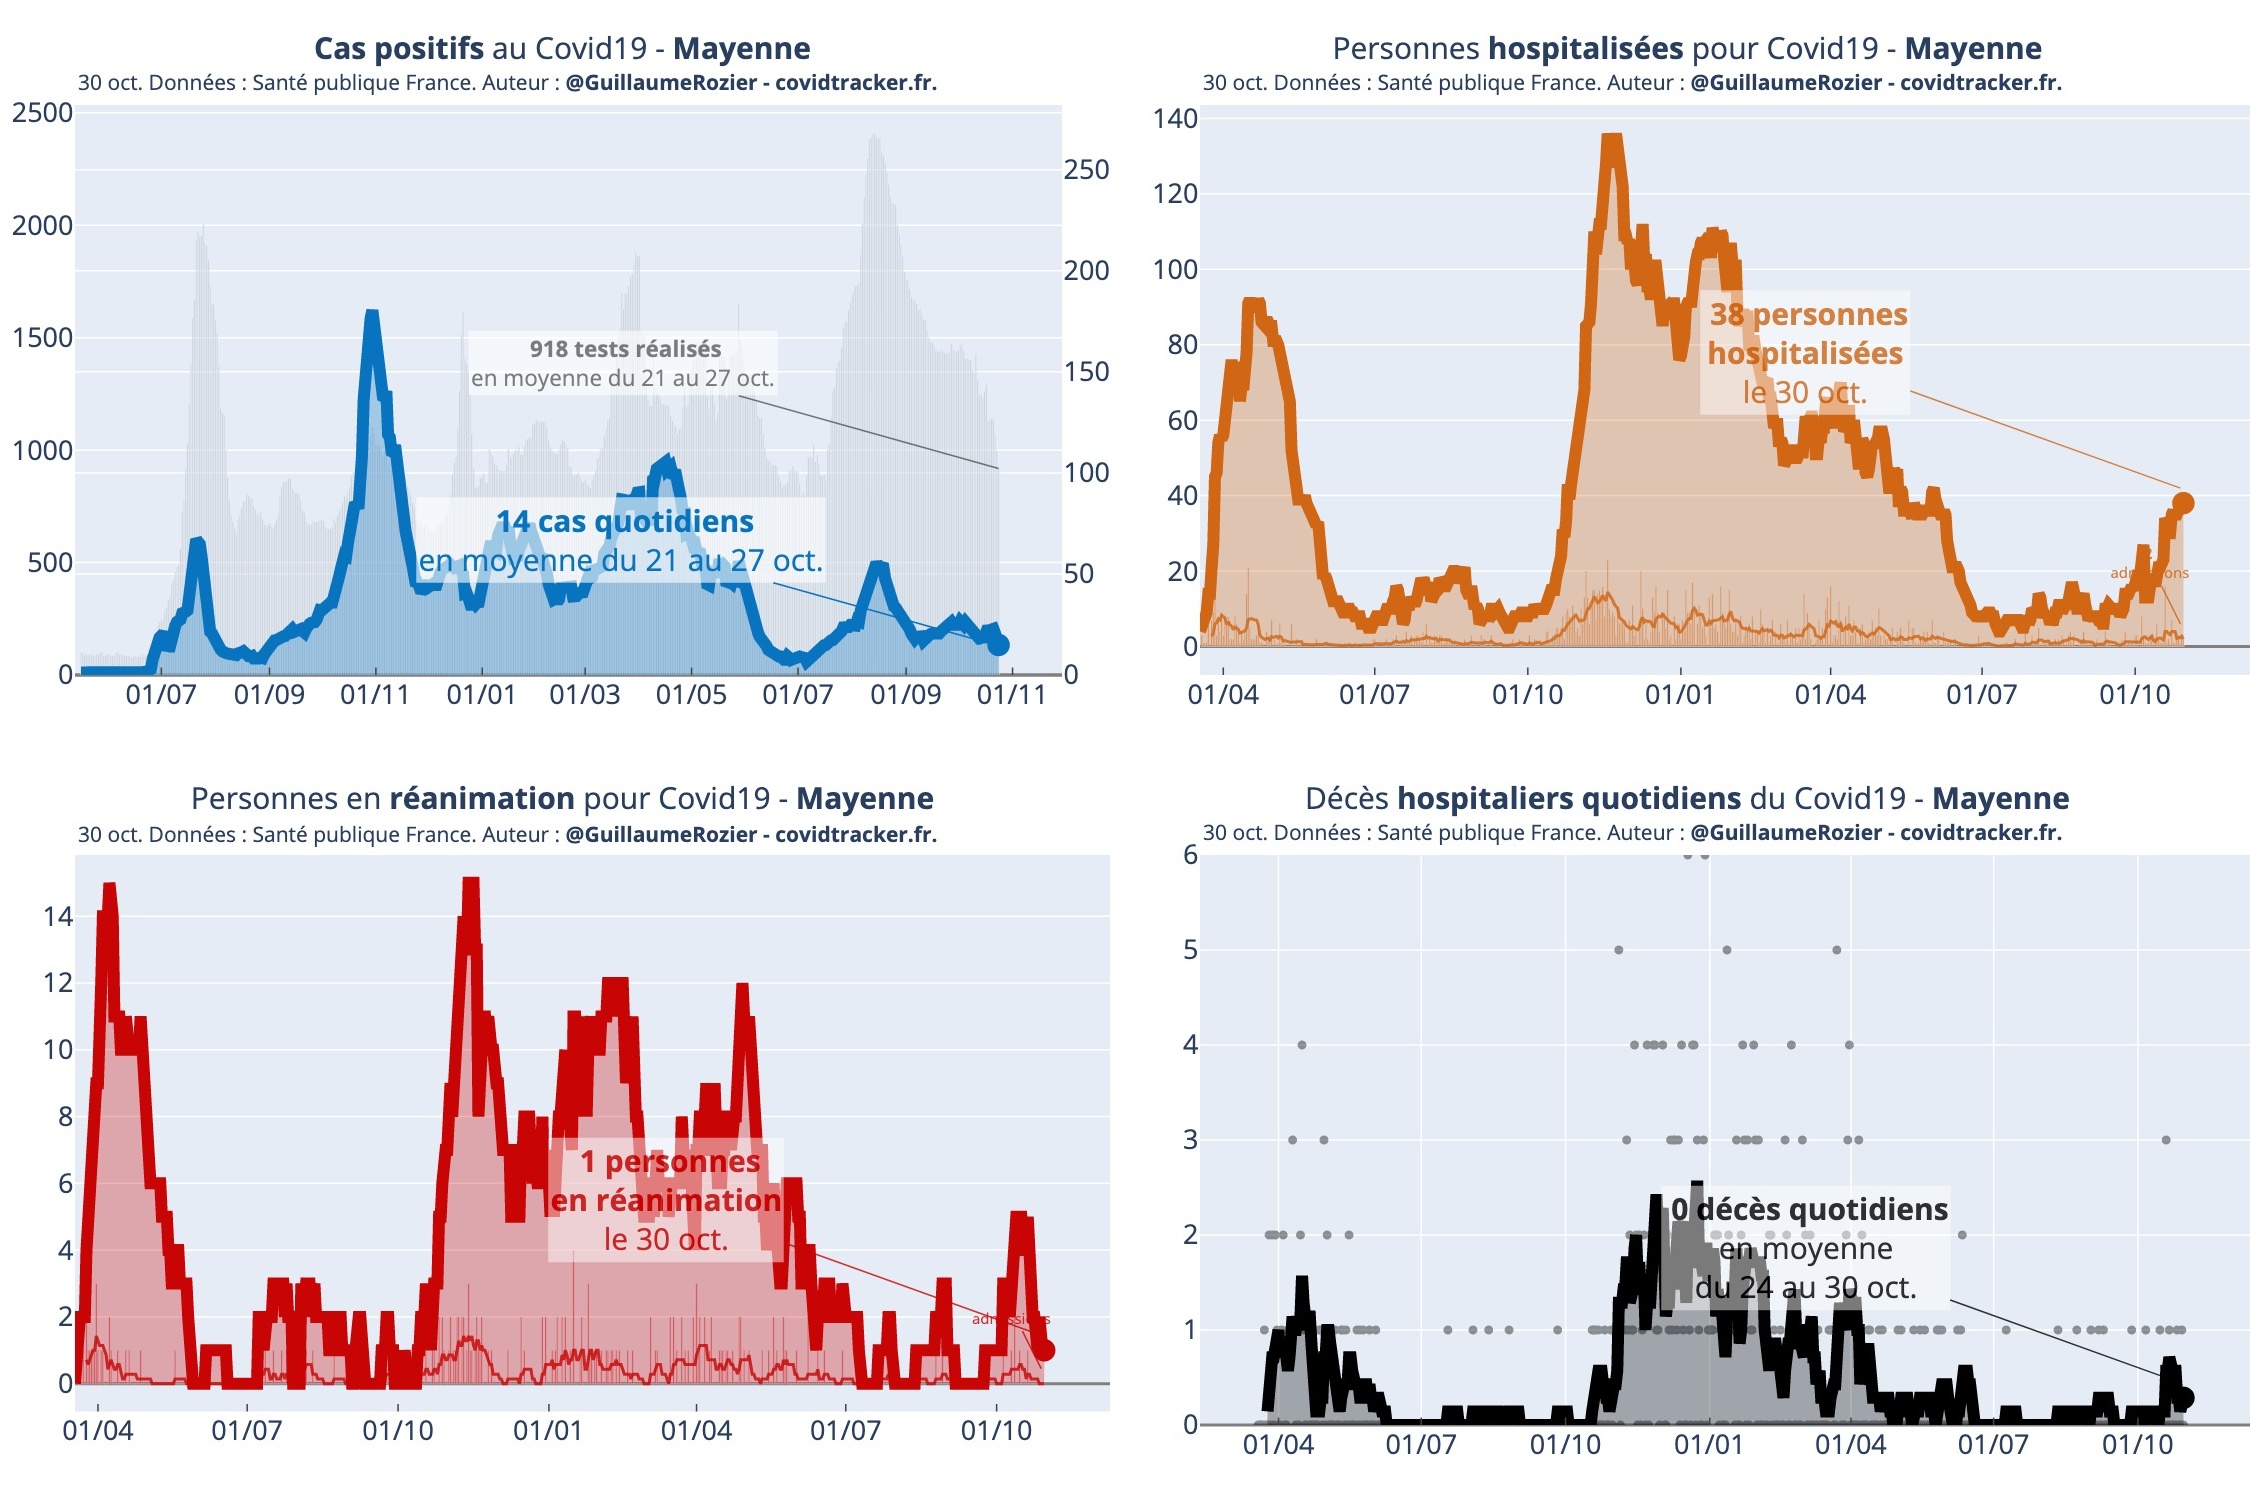 Cas positifs au Covid19 - Mayenne
30 oct. Données : Santé publique France. Auteur : @GuillaumeRozier - covidtracker.fr.
2500
2000
1500
1000
500
0
250
200
150
100
50
0
918 tests réalisés
en moyenne du 21 au 27 oct.
14 cas quotidiens
en moyenne du 21 au 27 oct.
01/07 01/09 01/11 01/01 01/03 01/05 01/07 01/09 01/11
Personnes hospitalisées pour Covid19 - Mayenne
30 oct. Données : Santé publique France. Auteur : @GuillaumeRozier - covidtracker.fr.
140
120
100
80
60
40
20
0
38 personnes
hospitalisées
le 30 oct.
admissions
01/04 01/07 01/10 01/01 01/04 01/07 01/10
Personnes en réanimation pour Covid19 - Mayenne
30 oct. Données : Santé publique France. Auteur : @GuillaumeRozier - covidtracker.fr.
14
12
10
8
6
4
2
0
1 personnes
en réanimation
le 30 oct.
admissions
01/04 01/07 01/10 01/01 01/04 01/07 01/10
Décès hospitaliers quotidiens du Covid19 - Mayenne
30 oct. Données : Santé publique France. Auteur : @GuillaumeRozier - covidtracker.fr.
6
5
4
3
2
1
0
0 décès quotidiens
en moyenne
du 24 au 30 oct.
01/04 01/07 01/10 01/01 01/04 01/07 01/10